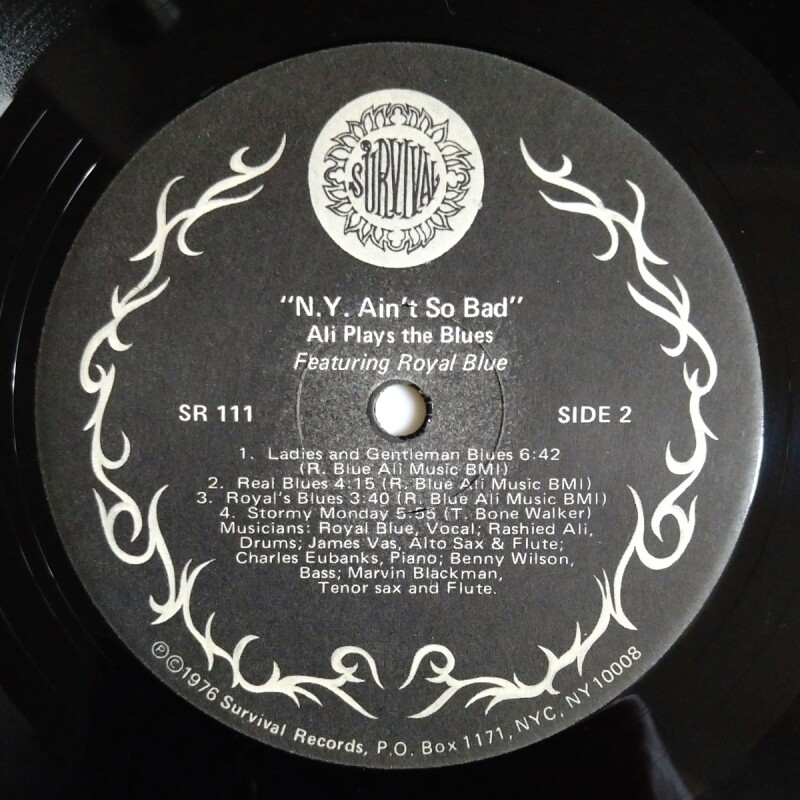 SURVIVAL
"N.Y. Ain't So Bad"
Ali Plays the Blues
Featuring Royal Blue
SR 111
SIDE 2
1. Ladies and Gentleman Blues 6:42
(R. Blue Ali Music BMI)
2. Real Blues 4:15 (R. Blue Ali Music BMI)
3. Royal's Blues 3:40 (R. Blue Ali Music BMI)
4. Stormy Monday 5:55 (T. Bone Walker)
Musicians: Royal Blue, Vocal; Rashied Ali,
Drums; James Vas, Alto Sax & Flute;
Charles Eubanks, Piano; Benny Wilson,
Bass; Marvin Blackman,
Tenor sax and Flute.
ⓅⒸ1976 Survival Records, P.O. Box 1171, NYC, NY 10008